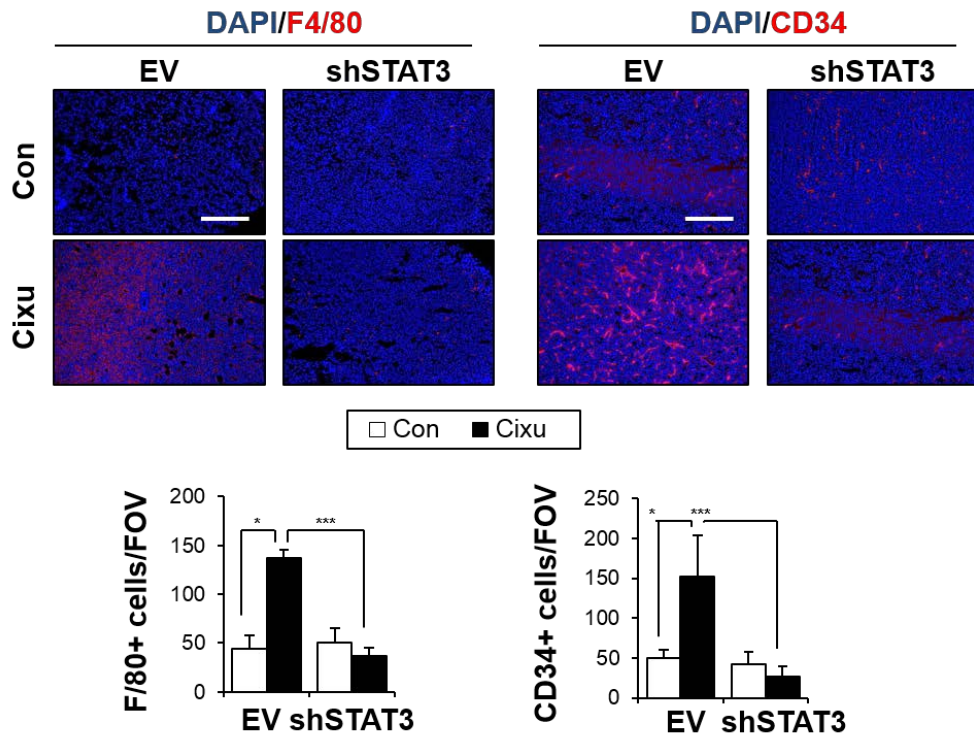 DAPI/F4/80
DAPI/CD34
EV
shSTAT3
EV
shSTAT3
Con
Cixu
Con
Cixu
F/80+ cells/FOV
200
150
100
50
0
*
***
EV
shSTAT3
CD34+ cells/FOV
250
200
150
100
50
0
*
***
EV
shSTAT3